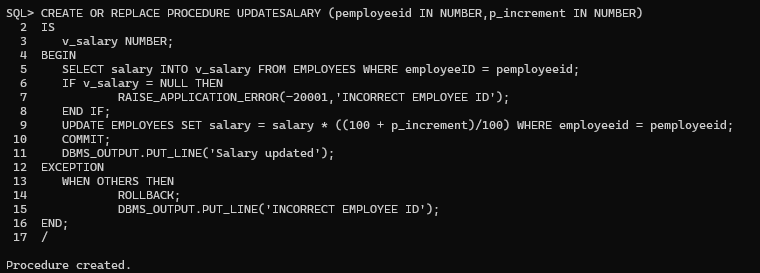 SQL> CREATE OR REPLACE PROCEDURE UPDATESALARY (pemployeeid IN NUMBER,p_increment IN NUMBER)
  2  IS
  3     v_salary NUMBER;
  4  BEGIN
  5     SELECT salary INTO v_salary FROM EMPLOYEES WHERE employeeID = pemployeeid;
  6     IF v_salary = NULL THEN
  7             RAISE_APPLICATION_ERROR(-20001,'INCORRECT EMPLOYEE ID');
  8     END IF;
  9     UPDATE EMPLOYEES SET salary = salary * ((100 + p_increment)/100) WHERE employeeid = pemployeeid;
 10     COMMIT;
 11     DBMS_OUTPUT.PUT_LINE('Salary updated');
 12  EXCEPTION
 13     WHEN OTHERS THEN
 14             ROLLBACK;
 15             DBMS_OUTPUT.PUT_LINE('INCORRECT EMPLOYEE ID');
 16  END;
 17  /

Procedure created.